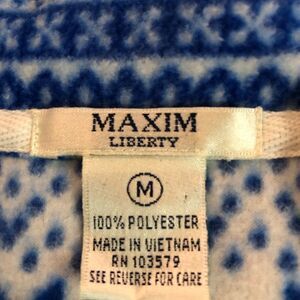 MAXIM
LIBERTY
M
100% POLYESTER
MADE IN VIETNAM
RN 103579
SEE REVERSE FOR CARE